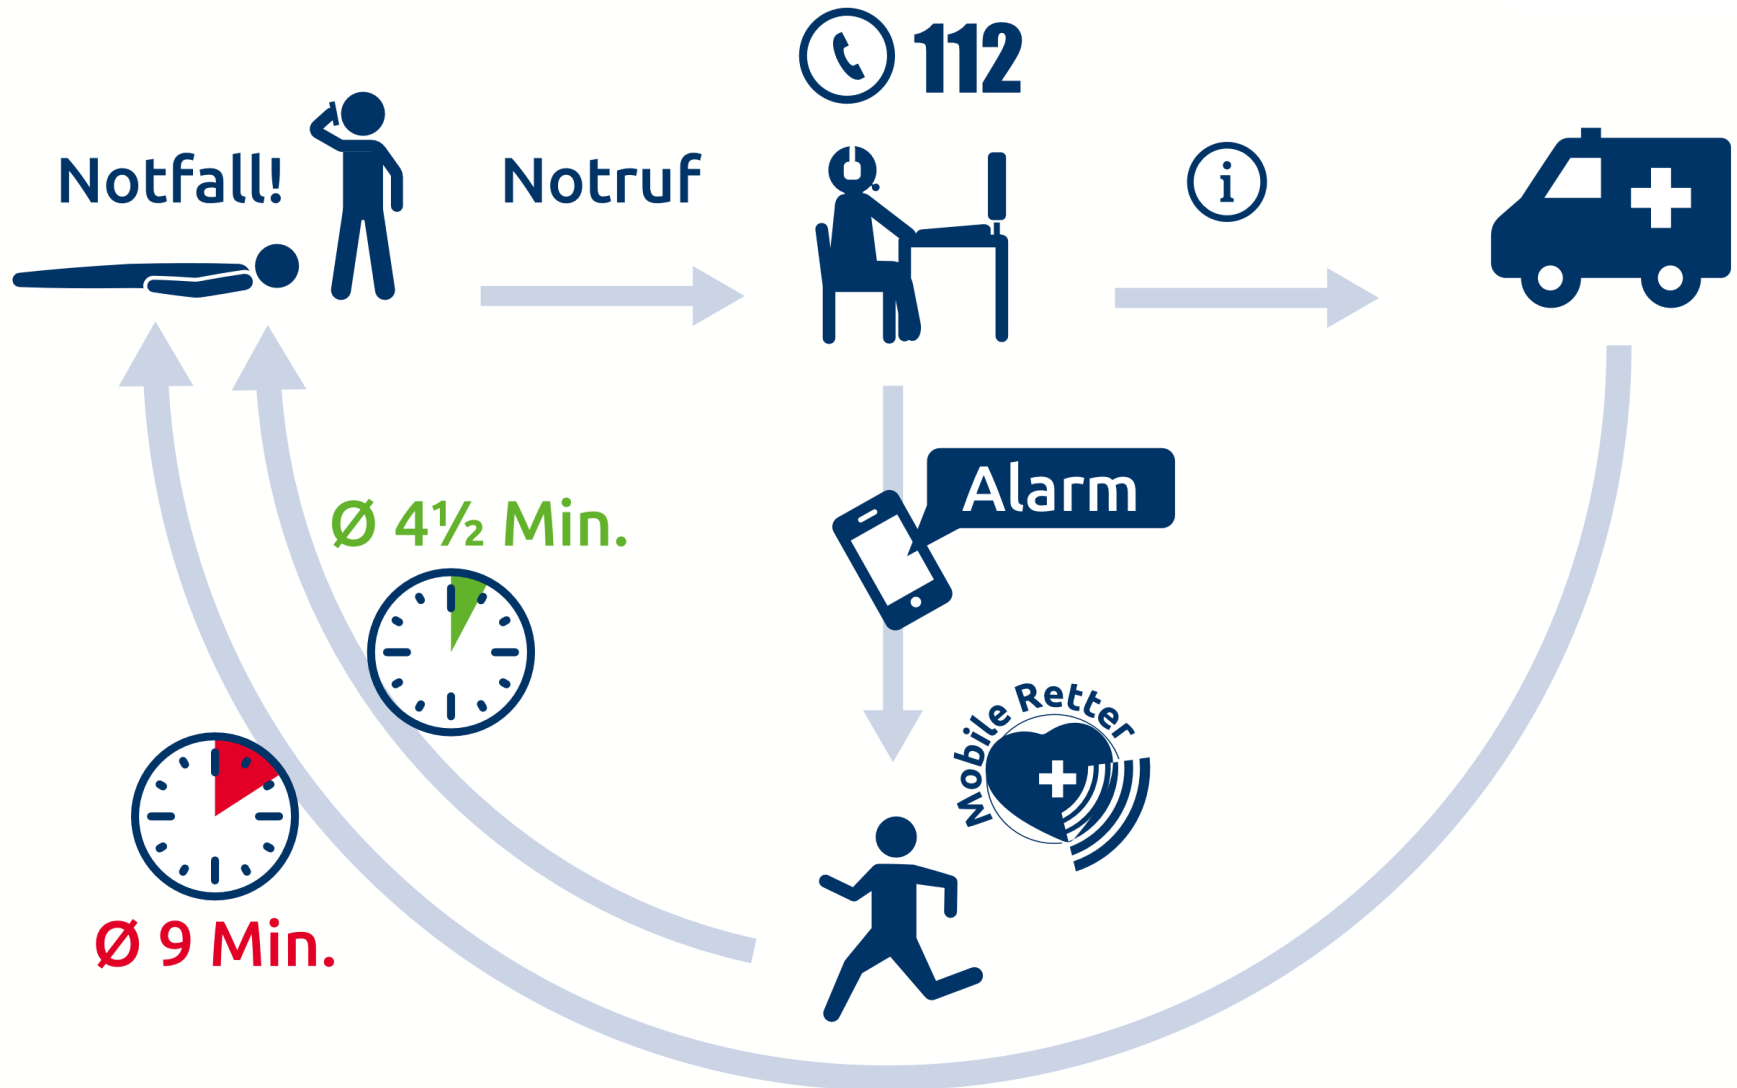 112
Notfall!
Notruf
i
Alarm
Ø 4½ Min.
Mobile Retter
Ø 9 Min.